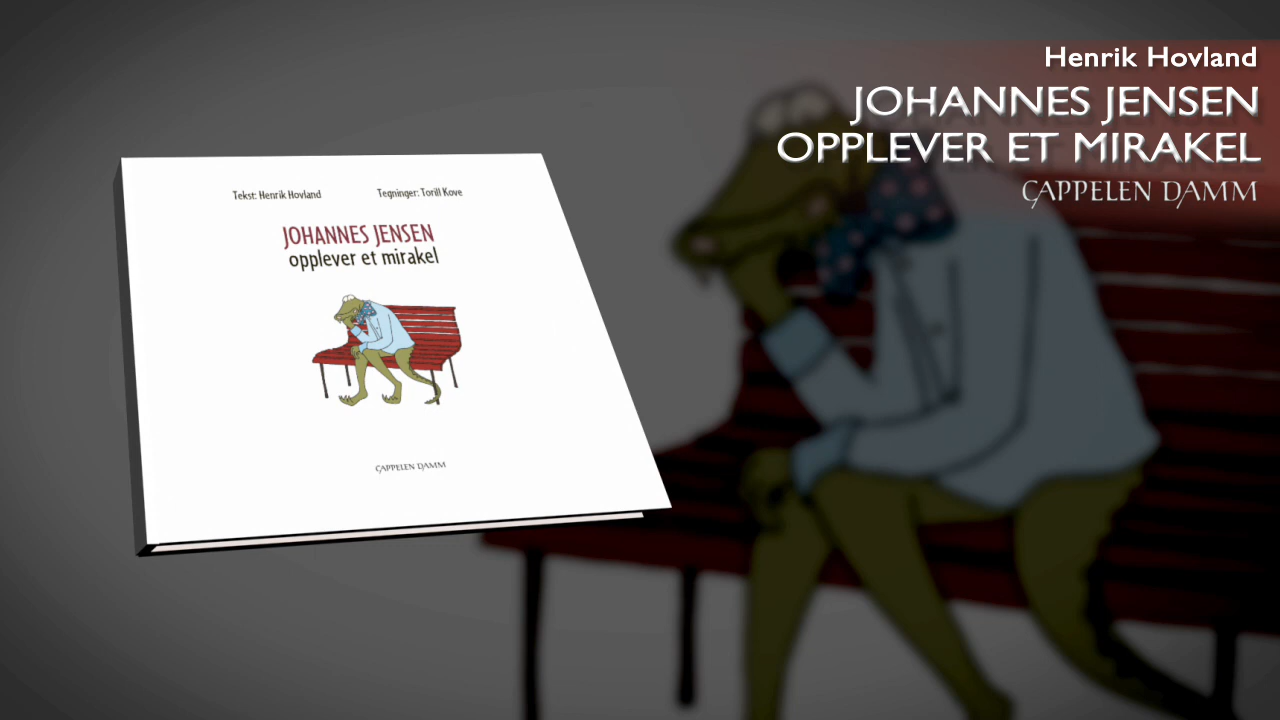 Henrik Hovland
JOHANNES JENSEN
OPPLEVER ET MIRAKEL
CAPPELEN DAMM
Tekst: Henrik Hovland Tegninger: Torill Kove
JOHANNES JENSEN
opplever et mirakel
CAPPELEN DAMM